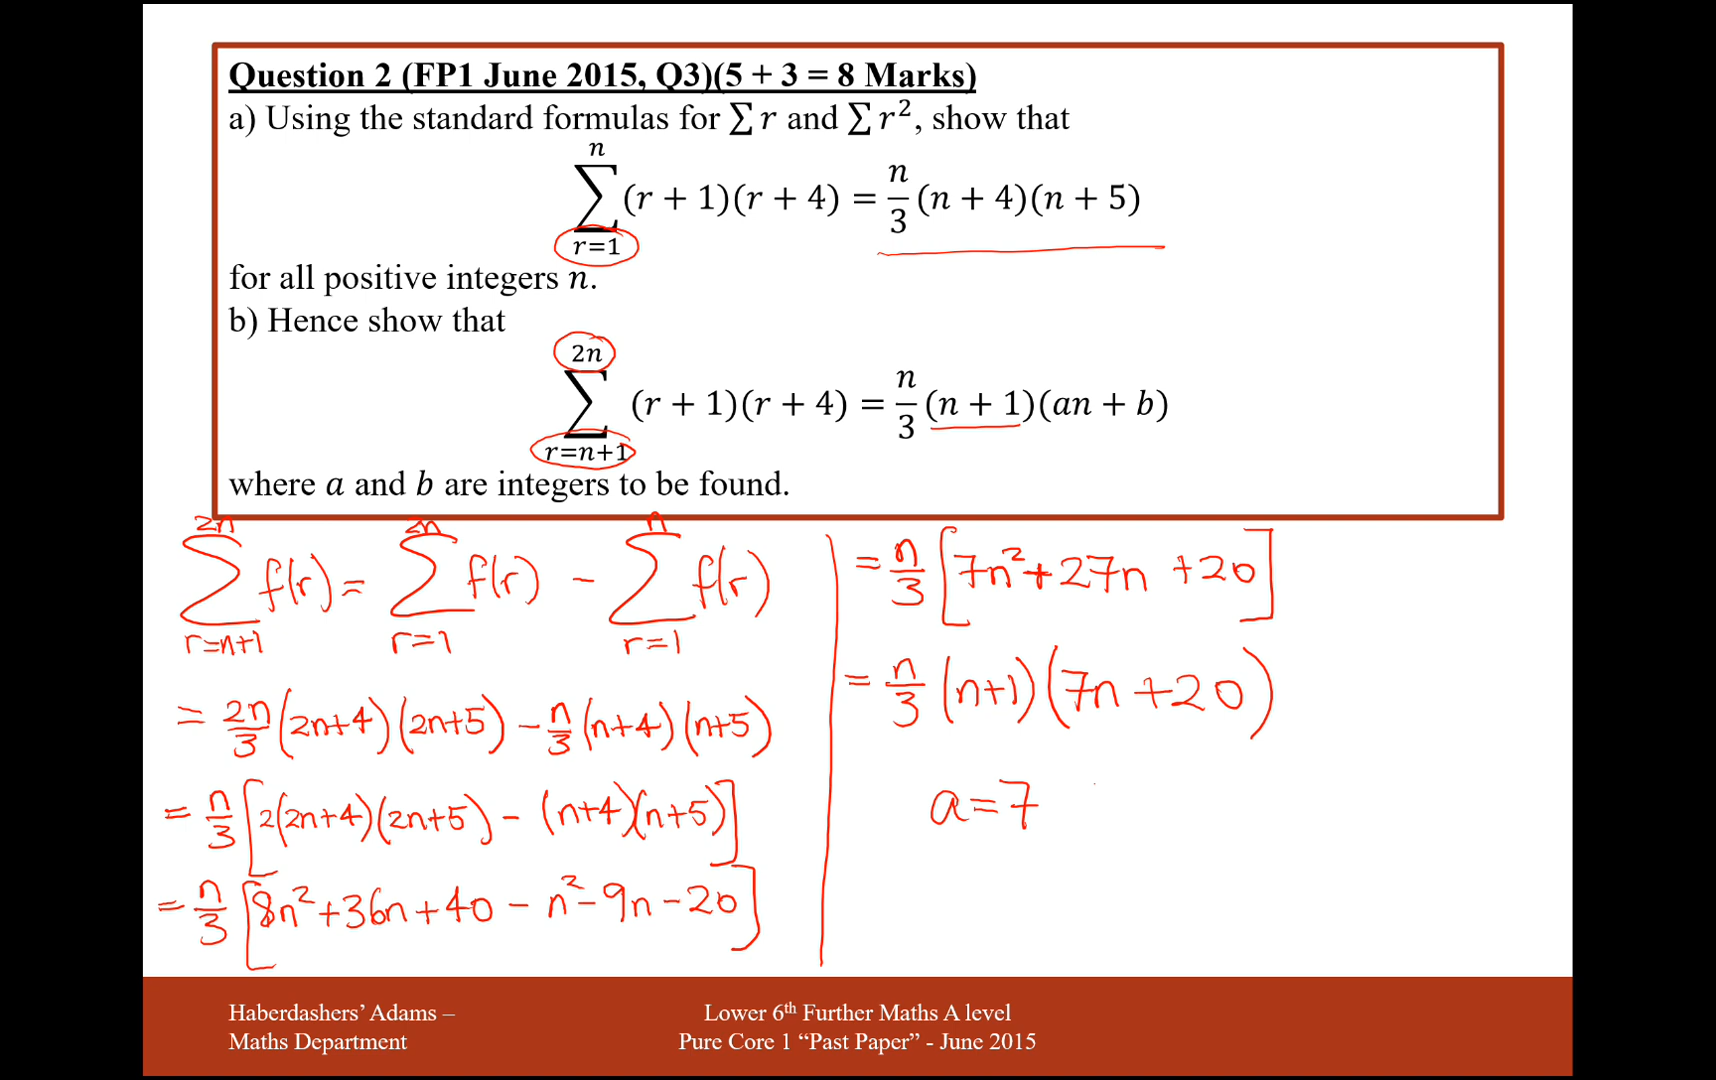 Question 2 (FP1 June 2015, Q3)(5 + 3 = 8 Marks)
a) Using the standard formulas for ∑ r and ∑ r², show that
n
∑ (r + 1)(r + 4) = n/3 (n + 4)(n + 5)
r=1
for all positive integers n.
b) Hence show that
2n
∑ (r + 1)(r + 4) = n/3 (n + 1)(an + b)
r=n+1
where a and b are integers to be found.
2n 2n n
∑ f(r) = ∑ f(r) - ∑ f(r)
r=n+1 r=1 r=1
= 2n/3 (2n+4)(2n+5) - n/3 (n+4)(n+5)
= n/3 [2(2n+4)(2n+5) - (n+4)(n+5)]
= n/3 [8n²+36n+40 - n²-9n-20]
= n/3 [7n²+27n+20]
= n/3 (n+1)(7n+20)
a=7
Haberdashers’ Adams –
Maths Department
Lower 6th Further Maths A level
Pure Core 1 “Past Paper” - June 2015